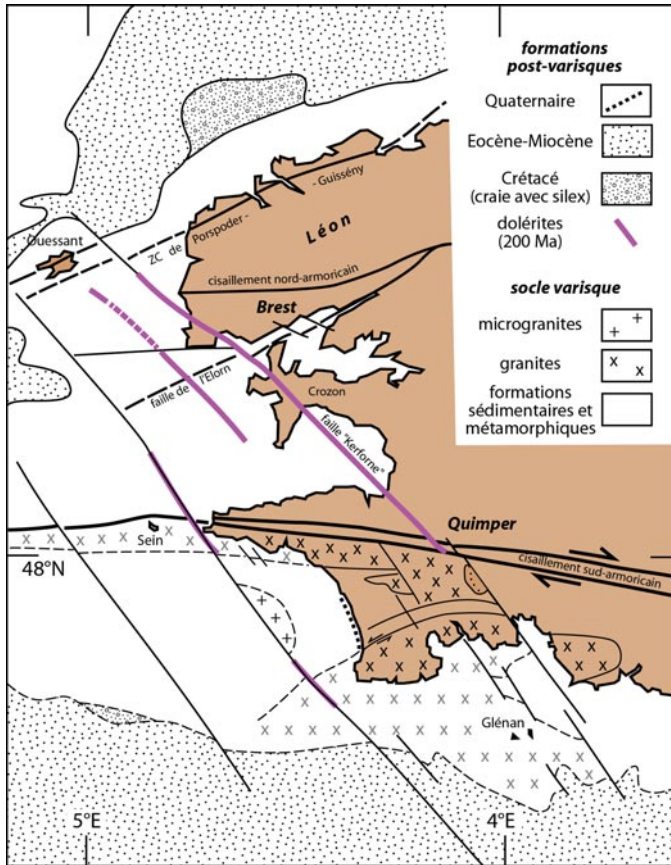 formations
post-varisques
Quaternaire
Eocène-Miocène
Crétacé
(craie avec silex)
dolérites
(200 Ma)
socle varisque
microgranites
granites
formations
sédimentaires et
métamorphiques
Ouessant
ZC de Porspoder - - Guissény
Léon
cisaillement nord-armoricain
Brest
faille de l'Elorn
Crozon
faille "Kerforne"
Quimper
Sein
cisaillement sud-armoricain
48°N
Glénan
5°E
4°E